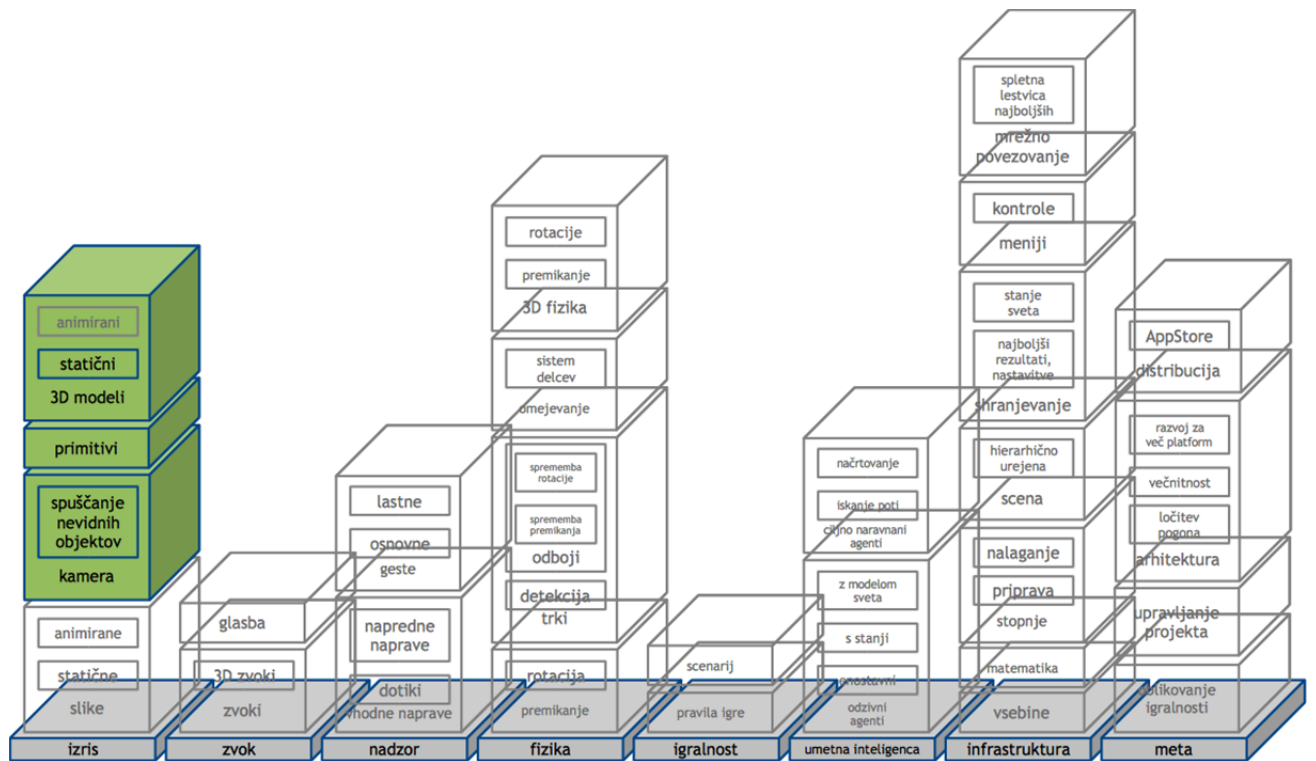 animirani
statični
3D modeli
primitivi
spuščanje
nevidnih
objektov
kamera
animirane
statične
slike
izris
glasba
3D zvoki
zvoki
zvok
lastne
osnovne
geste
napredne
naprave
dotiki
vhodne naprave
nadzor
rotacije
premikanje
3D fizika
sistem
delcev
omejevanje
sprememba
rotacije
sprememba
premikanja
odboji
detekcija
trki
rotacija
premikanje
fizika
scenarij
pravila igre
igralnost
načrtovanje
iskanje poti
ciljno naravnani
agenti
z modelom
sveta
s stanji
enostavni
odzivni
agenti
umetna inteligenca
spletna
lestvica
najboljših
mrežno
povezovanje
kontrole
meniji
stanje
sveta
najboljši
rezultati,
nastavitve
shranjevanje
hierarhično
urejena
scena
nalaganje
priprava
stopnje
matematika
vsebine
infrastruktura
AppStore
distribucija
razvoj za
več platform
večnitnost
ločitev
pogona
arhitektura
upravljanje
projekta
oblikovanje
igralnosti
meta